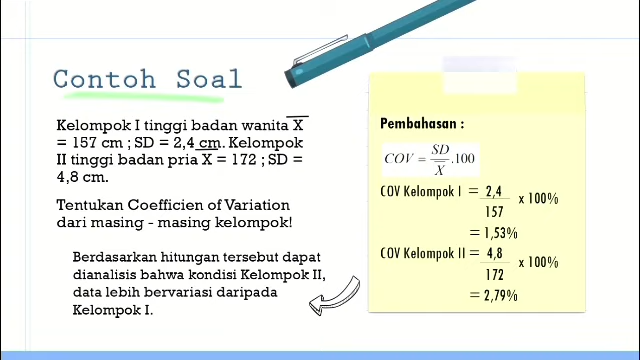 Contoh Soal
Kelompok I tinggi badan wanita X
= 157 cm ; SD = 2,4 cm. Kelompok
II tinggi badan pria X = 172 ; SD =
4,8 cm.
Tentukan Coefficien of Variation
dari masing - masing kelompok!
Berdasarkan hitungan tersebut dapat
dianalisis bahwa kondisi Kelompok II,
data lebih bervariasi daripada
Kelompok I.
Pembahasan :
COV = SD / X̅ .100
COV Kelompok I = 2,4 / 157 x 100%
= 1,53%
COV Kelompok II = 4,8 / 172 x 100%
= 2,79%